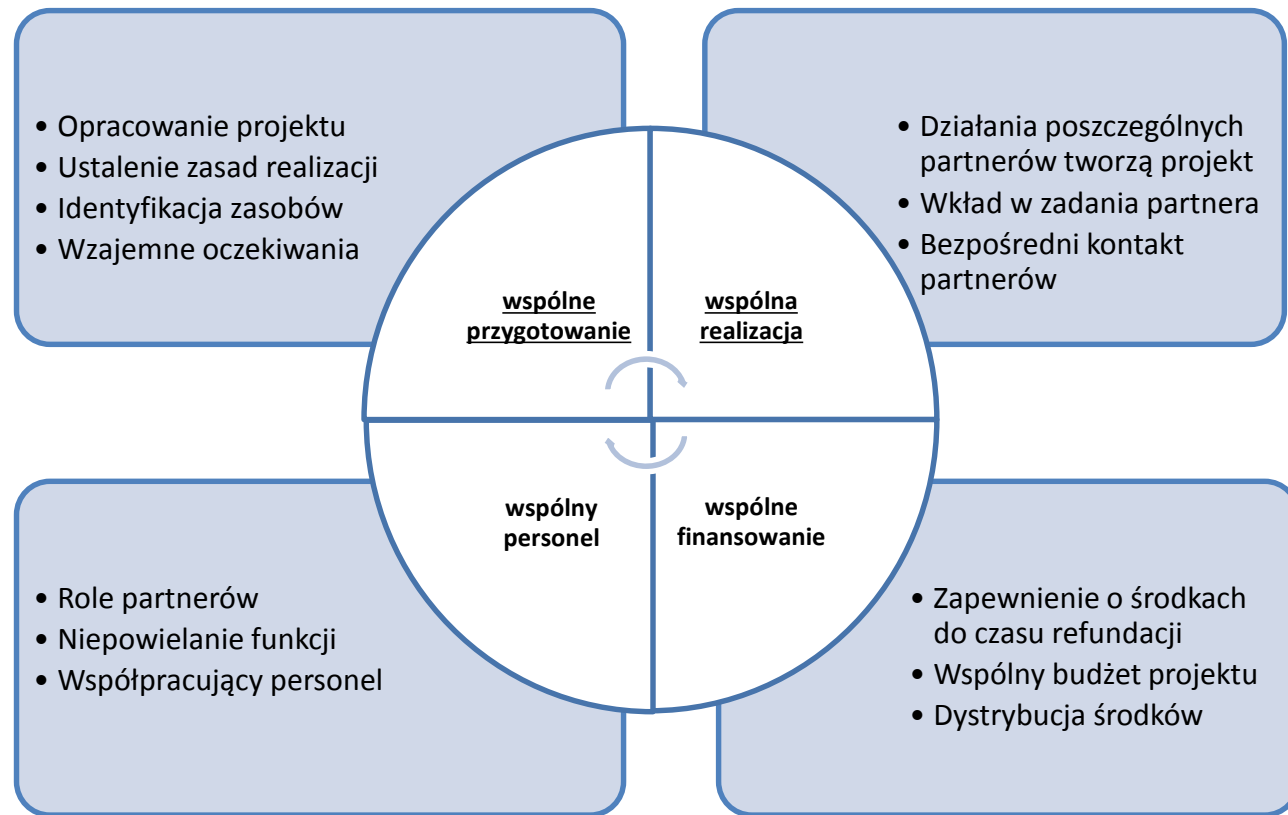 • Opracowanie projektu
• Ustalenie zasad realizacji
• Identyfikacja zasobów
• Wzajemne oczekiwania
• Działania poszczególnych
partnerów tworzą projekt
• Wkład w zadania partnera
• Bezpośredni kontakt
partnerów
wspólne
przygotowanie
wspólna
realizacja
wspólny
personel
wspólne
finansowanie
• Role partnerów
• Niepowielanie funkcji
• Współpracujący personel
• Zapewnienie o środkach
do czasu refundacji
• Wspólny budżet projektu
• Dystrybucja środków